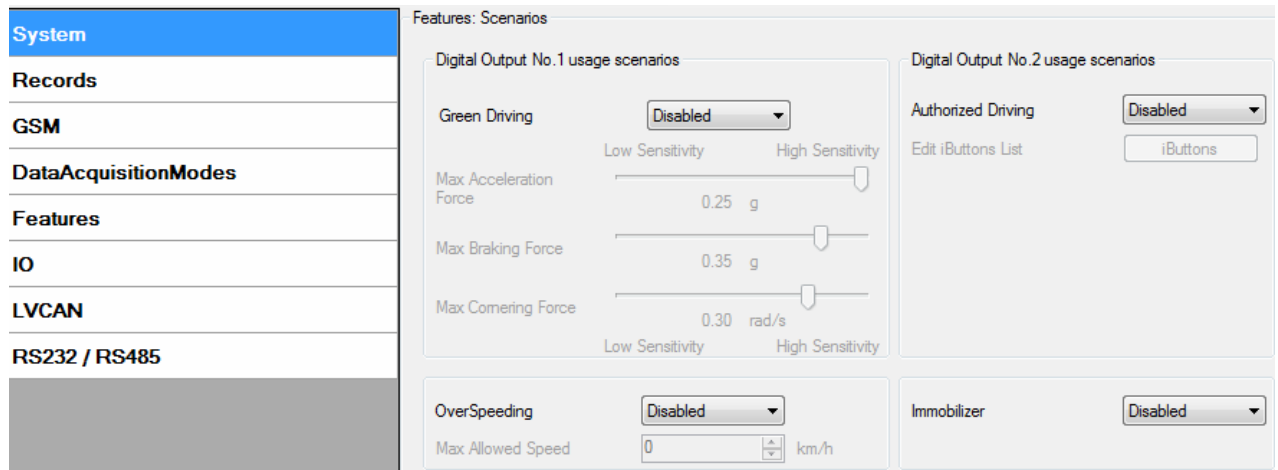 System
Records
GSM
DataAcquisitionModes
Features
IO
LVCAN
RS232 / RS485
Features: Scenarios
Digital Output No.1 usage scenarios
Green Driving Disabled
Low Sensitivity High Sensitivity
Max Acceleration
Force
0.25 g
Max Braking Force
0.35 g
Max Cornering Force
0.30 rad/s
Low Sensitivity High Sensitivity
Digital Output No.2 usage scenarios
Authorized Driving Disabled
Edit iButtons List iButtons
OverSpeeding Disabled
Max Allowed Speed 0 km/h
Immobilizer Disabled